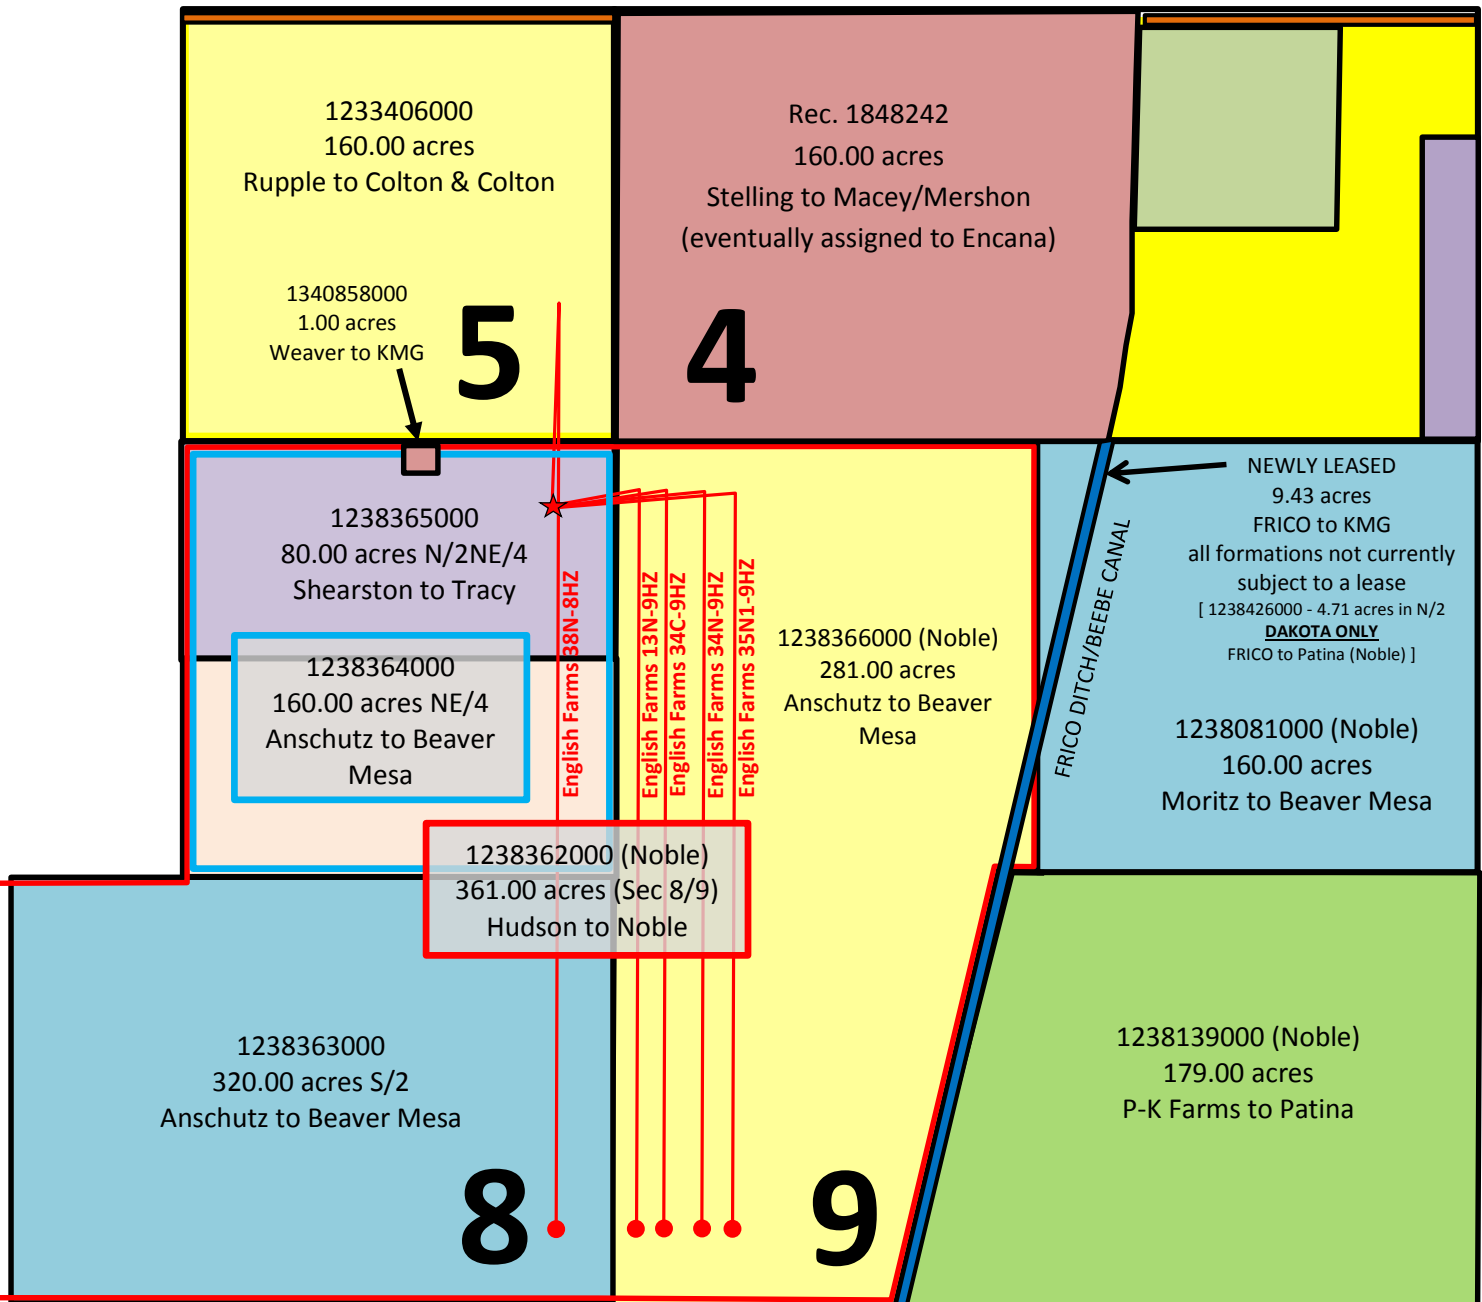 1233406000
160.00 acres
Rupple to Colton & Colton
Rec. 1848242
160.00 acres
Stelling to Macey/Mershon
(eventually assigned to Encana)
1340858000
1.00 acres
Weaver to KMG
5
4
1238365000
80.00 acres N/2NE/4
Shearston to Tracy
1238364000
160.00 acres NE/4
Anschutz to Beaver
Mesa
English Farms 38N-8HZ
English Farms 13N-9HZ
English Farms 34C-9HZ
English Farms 34N-9HZ
English Farms 35N1-9HZ
1238366000 (Noble)
281.00 acres
Anschutz to Beaver
Mesa
FRICO DITCH/BEEBE CANAL
NEWLY LEASED
9.43 acres
FRICO to KMG
all formations not currently
subject to a lease
[ 1238426000 - 4.71 acres in N/2
DAKOTA ONLY
FRICO to Patina (Noble) ]
1238081000 (Noble)
160.00 acres
Moritz to Beaver Mesa
1238362000 (Noble)
361.00 acres (Sec 8/9)
Hudson to Noble
1238363000
320.00 acres S/2
Anschutz to Beaver Mesa
1238139000 (Noble)
179.00 acres
P-K Farms to Patina
8
9